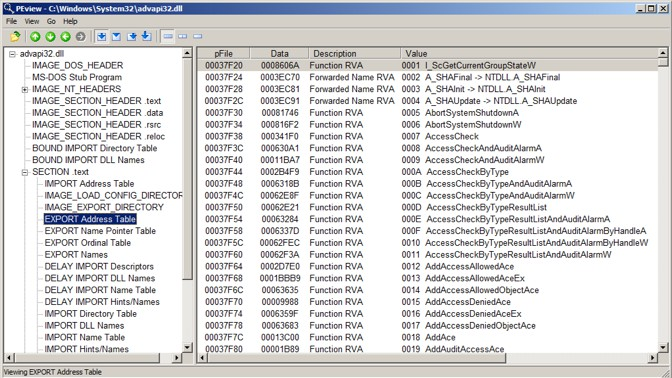 PEview - C:\Windows\System32\advapi32.dll
File View Go Help
advapi32.dll
IMAGE_DOS_HEADER
MS-DOS Stub Program
IMAGE_NT_HEADERS
IMAGE_SECTION_HEADER .text
IMAGE_SECTION_HEADER .data
IMAGE_SECTION_HEADER .rsrc
IMAGE_SECTION_HEADER .reloc
BOUND IMPORT Directory Table
BOUND IMPORT DLL Names
SECTION .text
IMPORT Address Table
IMAGE_LOAD_CONFIG_DIRECTOR
IMAGE_EXPORT_DIRECTORY
EXPORT Address Table
EXPORT Name Pointer Table
EXPORT Ordinal Table
EXPORT Names
DELAY IMPORT Descriptors
DELAY IMPORT DLL Names
DELAY IMPORT Name Table
DELAY IMPORT Hints/Names
IMPORT Directory Table
IMPORT DLL Names
IMPORT Name Table
IMPORT Hints/Names
pFile Data Description Value
00037F20 0008606A Function RVA 0001 I_ScGetCurrentGroupStateW
00037F24 0003EC70 Forwarded Name RVA 0002 A_SHAFinal -> NTDLL.A_SHAFinal
00037F28 0003EC81 Forwarded Name RVA 0003 A_SHAInit -> NTDLL.A_SHAInit
00037F2C 0003EC91 Forwarded Name RVA 0004 A_SHAUpdate -> NTDLL.A_SHAUpdate
00037F30 00081746 Function RVA 0005 AbortSystemShutdownA
00037F34 000816F2 Function RVA 0006 AbortSystemShutdownW
00037F38 000341F0 Function RVA 0007 AccessCheck
00037F3C 000630A1 Function RVA 0008 AccessCheckAndAuditAlarmA
00037F40 00011BA7 Function RVA 0009 AccessCheckAndAuditAlarmW
00037F44 0002B4F9 Function RVA 000A AccessCheckByType
00037F48 0006318B Function RVA 000B AccessCheckByTypeAndAuditAlarmA
00037F4C 00062E8F Function RVA 000C AccessCheckByTypeAndAuditAlarmW
00037F50 00062E21 Function RVA 000D AccessCheckByTypeResultList
00037F54 00063284 Function RVA 000E AccessCheckByTypeResultListAndAuditAlarmA
00037F58 0006337D Function RVA 000F AccessCheckByTypeResultListAndAuditAlarmByHandleA
00037F5C 00062FEC Function RVA 0010 AccessCheckByTypeResultListAndAuditAlarmByHandleW
00037F60 00062F3A Function RVA 0011 AccessCheckByTypeResultListAndAuditAlarmW
00037F64 0002D7E0 Function RVA 0012 AddAccessAllowedAce
00037F68 0001BBB9 Function RVA 0013 AddAccessAllowedAceEx
00037F6C 00063635 Function RVA 0014 AddAccessAllowedObjectAce
00037F70 00009988 Function RVA 0015 AddAccessDeniedAce
00037F74 0006359F Function RVA 0016 AddAccessDeniedAceEx
00037F78 00063683 Function RVA 0017 AddAccessDeniedObjectAce
00037F7C 00013C00 Function RVA 0018 AddAce
00037F80 00001B89 Function RVA 0019 AddAuditAccessAce
Viewing EXPORT Address Table